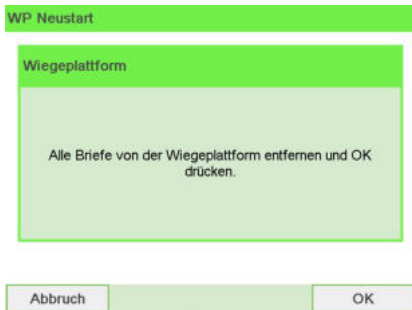 WP Neustart
Wiegeplattform
Alle Briefe von der Wiegeplattform entfernen und OK
drücken.
Abbruch
OK